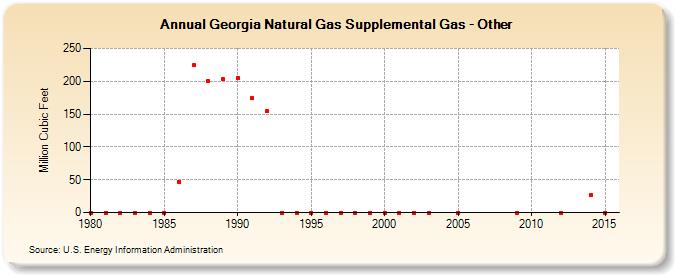 Annual Georgia Natural Gas Supplemental Gas - Other
Million Cubic Feet
250
200
150
100
50
0
1980 1985 1990 1995 2000 2005 2010 2015
Source: U.S. Energy Information Administration